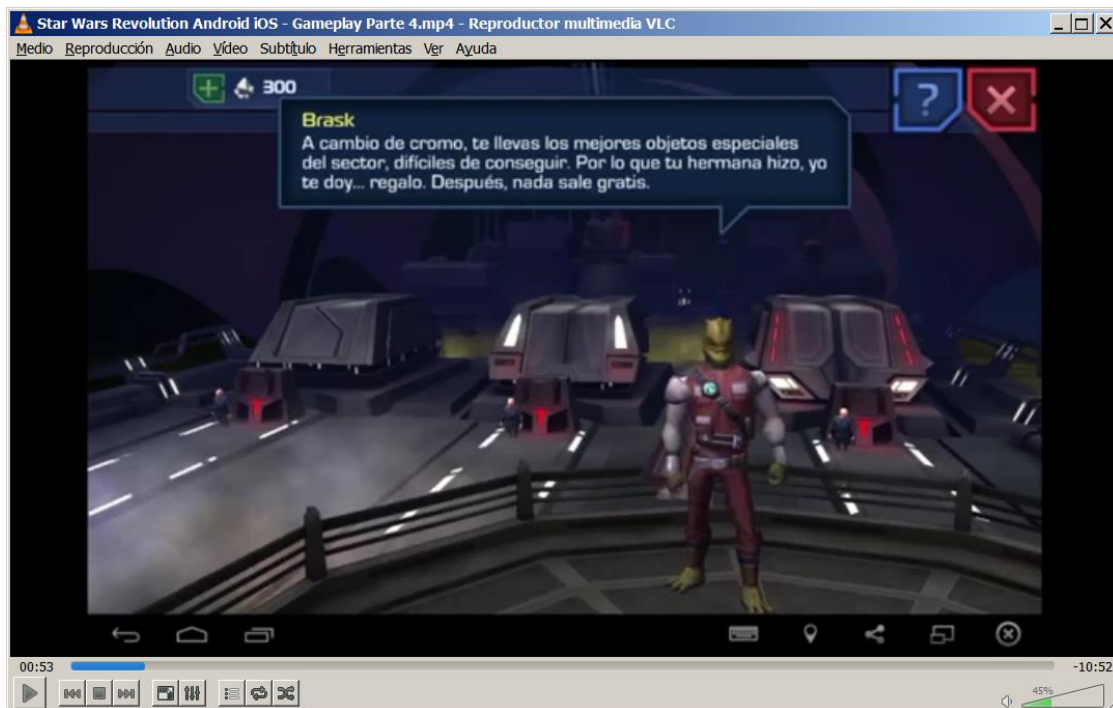 Star Wars Revolution Android iOS - Gameplay Parte 4.mp4 - Reproductor multimedia VLC
Medio Reproducción Audio Vídeo Subtítulo Herramientas Ver Ayuda
300
?
Brask
A cambio de cromo, te llevas los mejores objetos especiales
del sector, difíciles de conseguir. Por lo que tu hermana hizo, yo
te doy... regalo. Después, nada sale gratis.
00:53
-10:52
45%